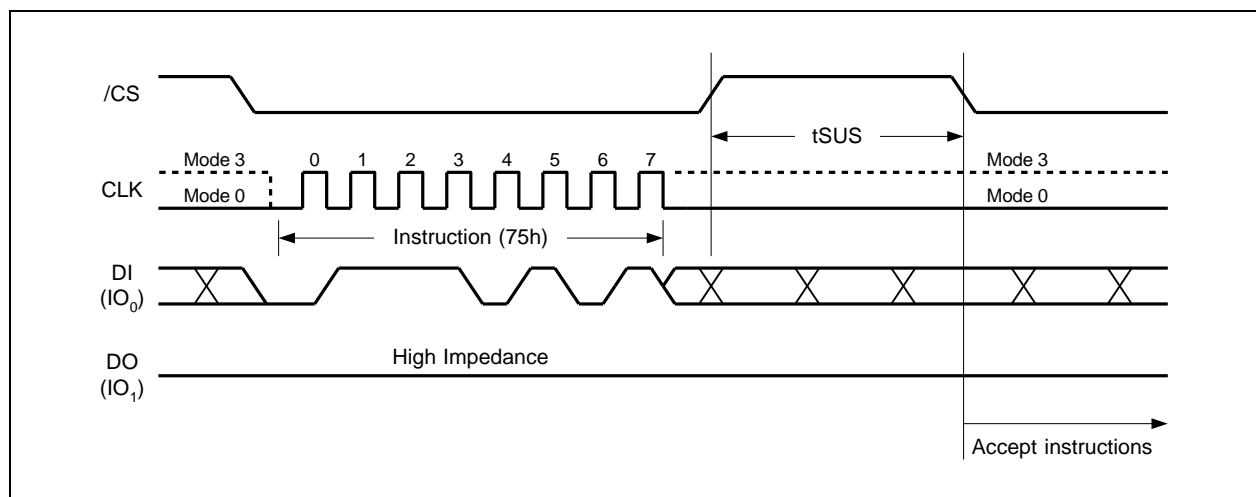 /CS
tSUS
Mode 3 0 1 2 3 4 5 6 7 Mode 3
CLK
Mode 0 Mode 0
Instruction (75h)
DI
(IO0)
High Impedance
DO
(IO1)
Accept instructions